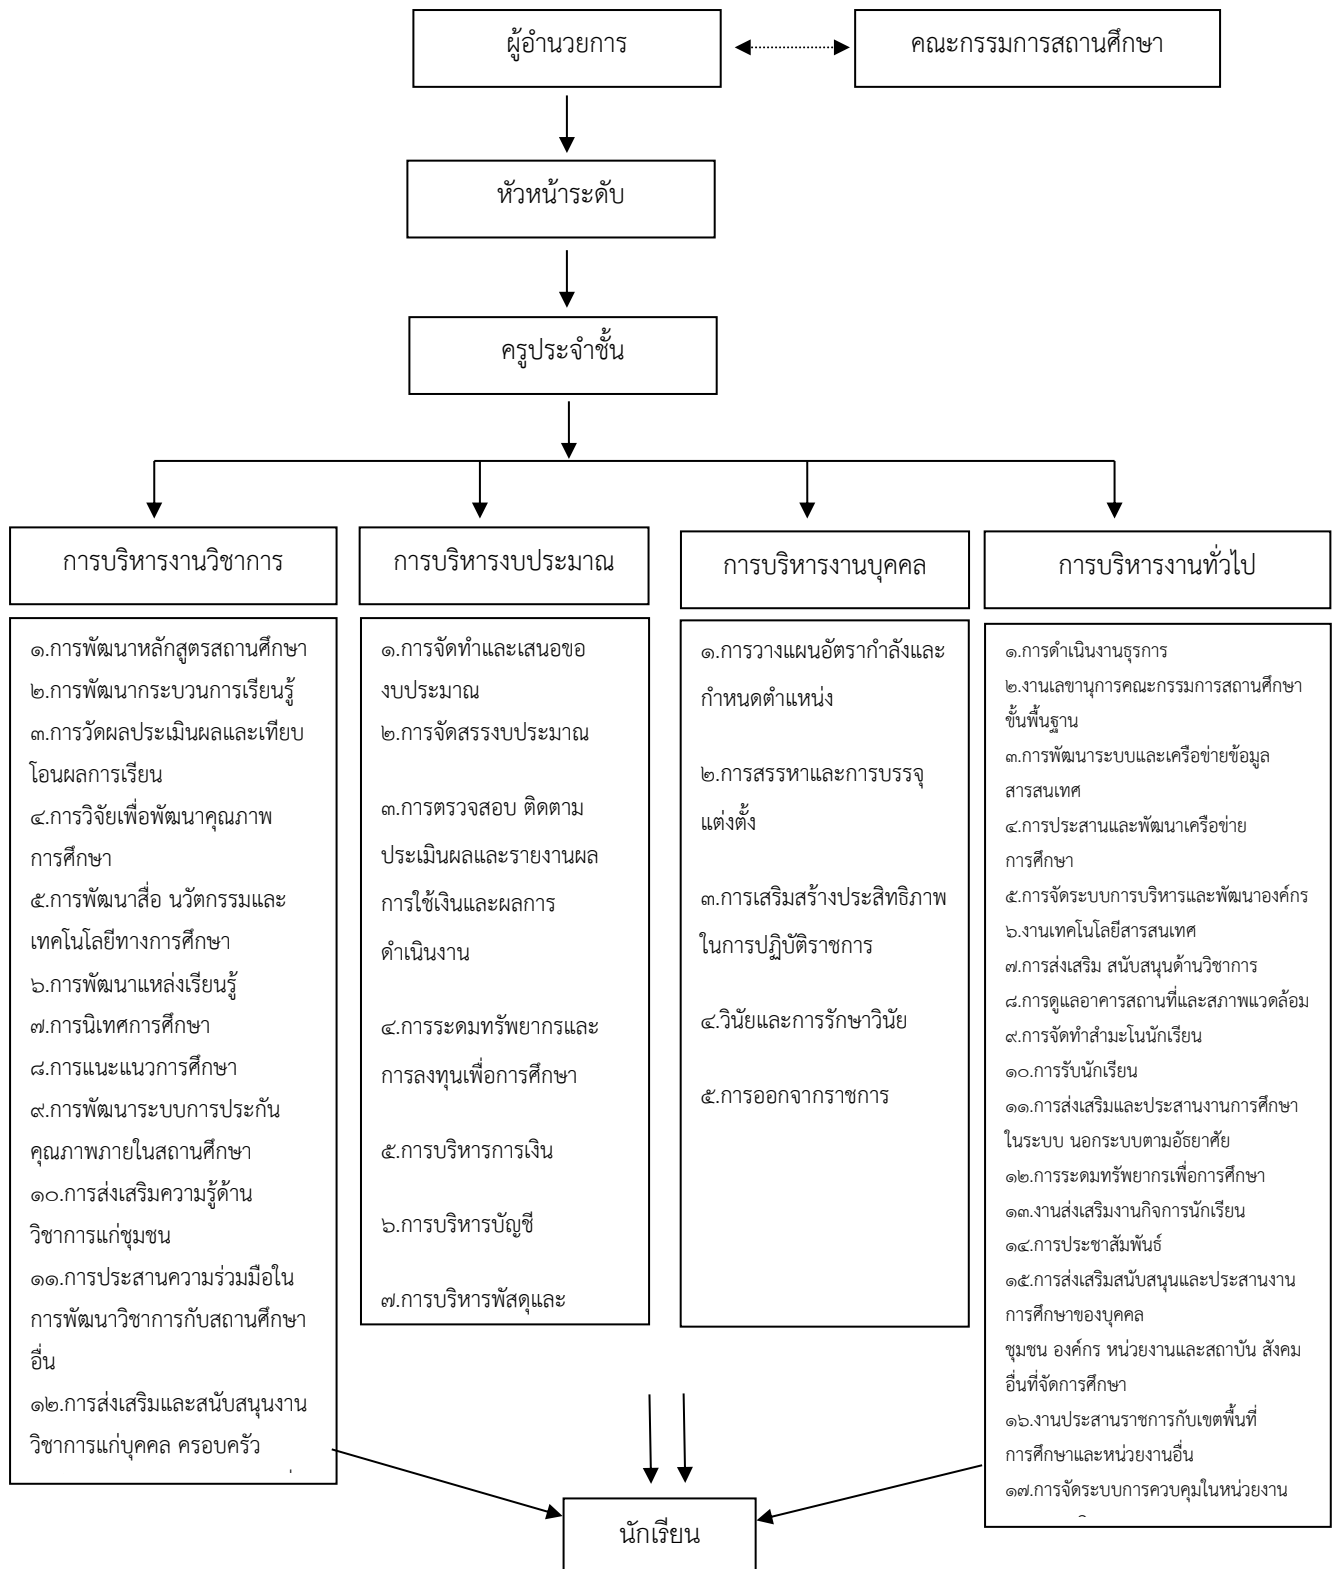 ผู้อำนวยการ
คณะกรรมการสถานศึกษา
หัวหน้าระดับ
ครูประจำชั้น
การบริหารงานวิชาการ
๑.การพัฒนาหลักสูตรสถานศึกษา
๒.การพัฒนากระบวนการเรียนรู้
๓.การวัดผลประเมินผลและเทียบ
โอนผลการเรียน
๔.การวิจัยเพื่อพัฒนาคุณภาพ
การศึกษา
๕.การพัฒนาสื่อ นวัตกรรมและ
เทคโนโลยีทางการศึกษา
๖.การพัฒนาแหล่งเรียนรู้
๗.การนิเทศการศึกษา
๘.การแนะแนวการศึกษา
๙.การพัฒนาระบบการประกัน
คุณภาพภายในสถานศึกษา
๑๐.การส่งเสริมความรู้ด้าน
วิชาการแก่ชุมชน
๑๑.การประสานความร่วมมือใน
การพัฒนาวิชาการกับสถานศึกษา
อื่น
๑๒.การส่งเสริมและสนับสนุนงาน
วิชาการแก่บุคคล ครอบครัว
การบริหารงบประมาณ
๑.การจัดทำและเสนอขอ
งบประมาณ
๒.การจัดสรรงบประมาณ
๓.การตรวจสอบ ติดตาม
ประเมินผลและรายงานผล
การใช้เงินและผลการ
ดำเนินงาน
๔.การระดมทรัพยากรและ
การลงทุนเพื่อการศึกษา
๕.การบริหารการเงิน
๖.การบริหารบัญชี
๗.การบริหารพัสดุและ
การบริหารงานบุคคล
๑.การวางแผนอัตรากำลังและ
กำหนดตำแหน่ง
๒.การสรรหาและการบรรจุ
แต่งตั้ง
๓.การเสริมสร้างประสิทธิภาพ
ในการปฏิบัติราชการ
๔.วินัยและการรักษาวินัย
๕.การออกจากราชการ
การบริหารงานทั่วไป
๑.การดำเนินงานธุรการ
๒.งานเลขานุการคณะกรรมการสถานศึกษา
ขั้นพื้นฐาน
๓.การพัฒนาระบบและเครือข่ายข้อมูล
สารสนเทศ
๔.การประสานและพัฒนาเครือข่าย
การศึกษา
๕.การจัดระบบการบริหารและพัฒนาองค์กร
๖.งานเทคโนโลยีสารสนเทศ
๗.การส่งเสริม สนับสนุนด้านวิชาการ
๘.การดูแลอาคารสถานที่และสภาพแวดล้อม
๙.การจัดทำสำมะโนนักเรียน
๑๐.การรับนักเรียน
๑๑.การส่งเสริมและประสานงานการศึกษา
ในระบบ นอกระบบตามอัธยาศัย
๑๒.การระดมทรัพยากรเพื่อการศึกษา
๑๓.งานส่งเสริมงานกิจการนักเรียน
๑๔.การประชาสัมพันธ์
๑๕.การส่งเสริมสนับสนุนและประสานงาน
การศึกษาของบุคคล
ชุมชน องค์กร หน่วยงานและสถาบัน สังคม
อื่นที่จัดการศึกษา
๑๖.งานประสานราชการกับเขตพื้นที่
การศึกษาและหน่วยงานอื่น
๑๗.การจัดระบบการควบคุมในหน่วยงาน
นักเรียน